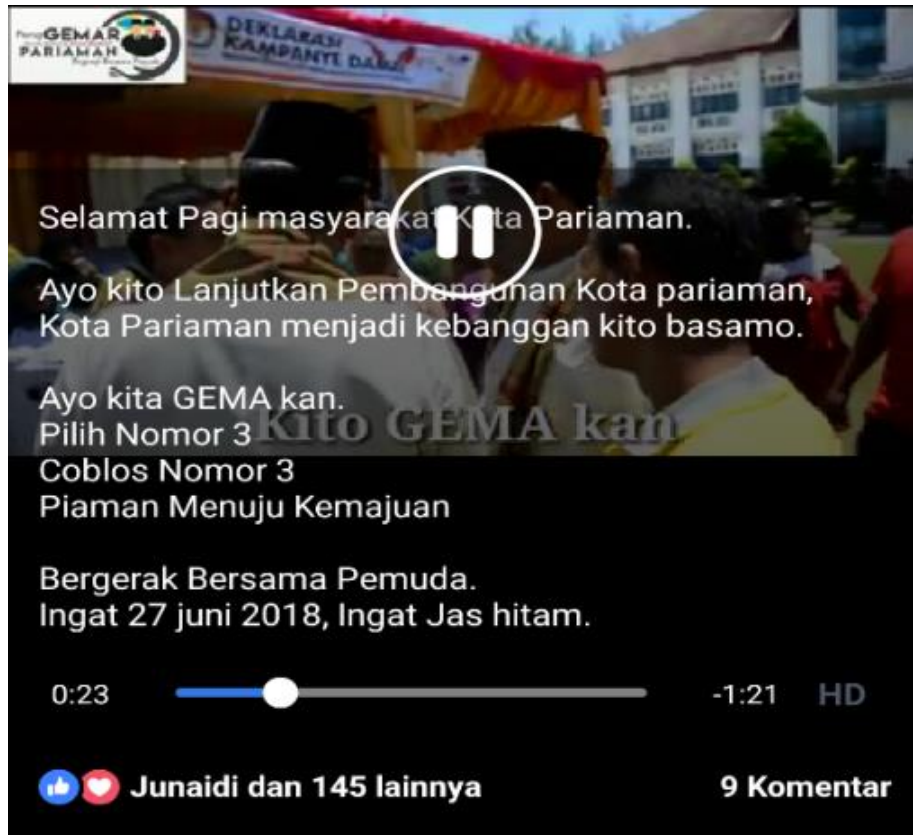 GEMAR
PARIAMAN
DEKLARASI
KAMPANYE DAMAI
Selamat Pagi masyarakat Kota Pariaman.
Ayo kito Lanjutkan Pembangunan Kota pariaman,
Kota Pariaman menjadi kebanggan kito basamo.
Ayo kita GEMA kan.
Kito GEMA kan
Pilih Nomor 3
Coblos Nomor 3
Piaman Menuju Kemajuan
Bergerak Bersama Pemuda.
Ingat 27 juni 2018, Ingat Jas hitam.
0:23 -1:21 HD
Junaidi dan 145 lainnya 9 Komentar